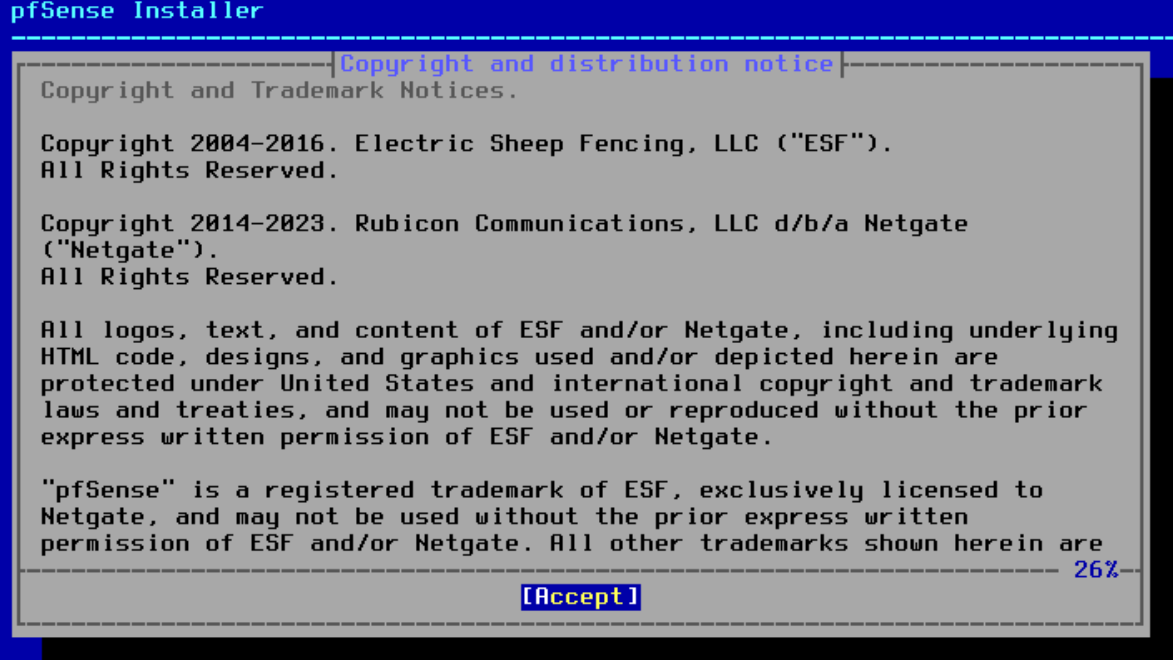 pfSense Installer
Copyright and distribution notice
Copyright and Trademark Notices.
Copyright 2004-2016. Electric Sheep Fencing, LLC ("ESF").
All Rights Reserved.
Copyright 2014-2023. Rubicon Communications, LLC d/b/a Netgate
("Netgate").
All Rights Reserved.
All logos, text, and content of ESF and/or Netgate, including underlying
HTML code, designs, and graphics used and/or depicted herein are
protected under United States and international copyright and trademark
laws and treaties, and may not be used or reproduced without the prior
express written permission of ESF and/or Netgate.
"pfSense" is a registered trademark of ESF, exclusively licensed to
Netgate, and may not be used without the prior express written
permission of ESF and/or Netgate. All other trademarks shown herein are
26%
[Accept]